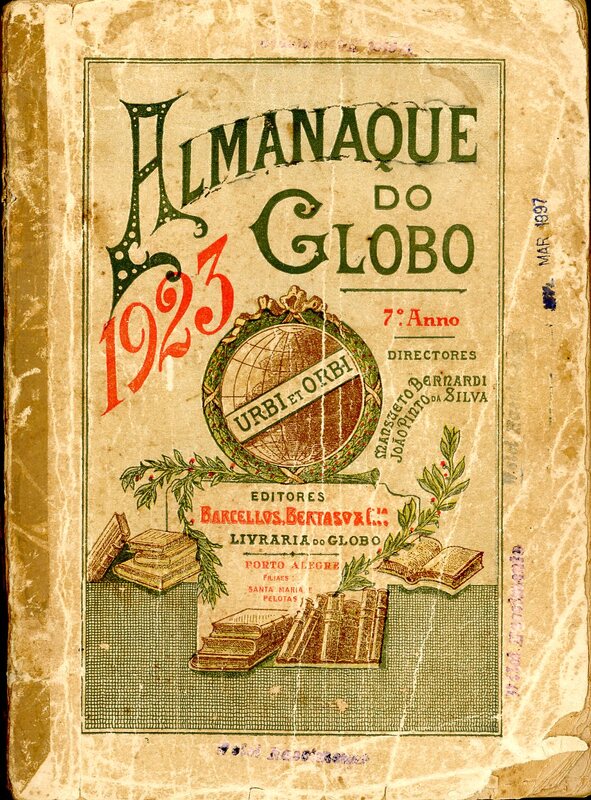 ALMANAQUE
DO
GLOBO
1923
7º Anno
DIRECTORES
MANSUETO BERNARDI
JOÃO PINTO DA SILVA
URBI ET ORBI
EDITORES
BARCELLOS, BERTASO & C.IA
LIVRARIA DO GLOBO
PORTO ALEGRE
FILIAES:
SANTA MARIA E
PELOTAS
MAR 1997